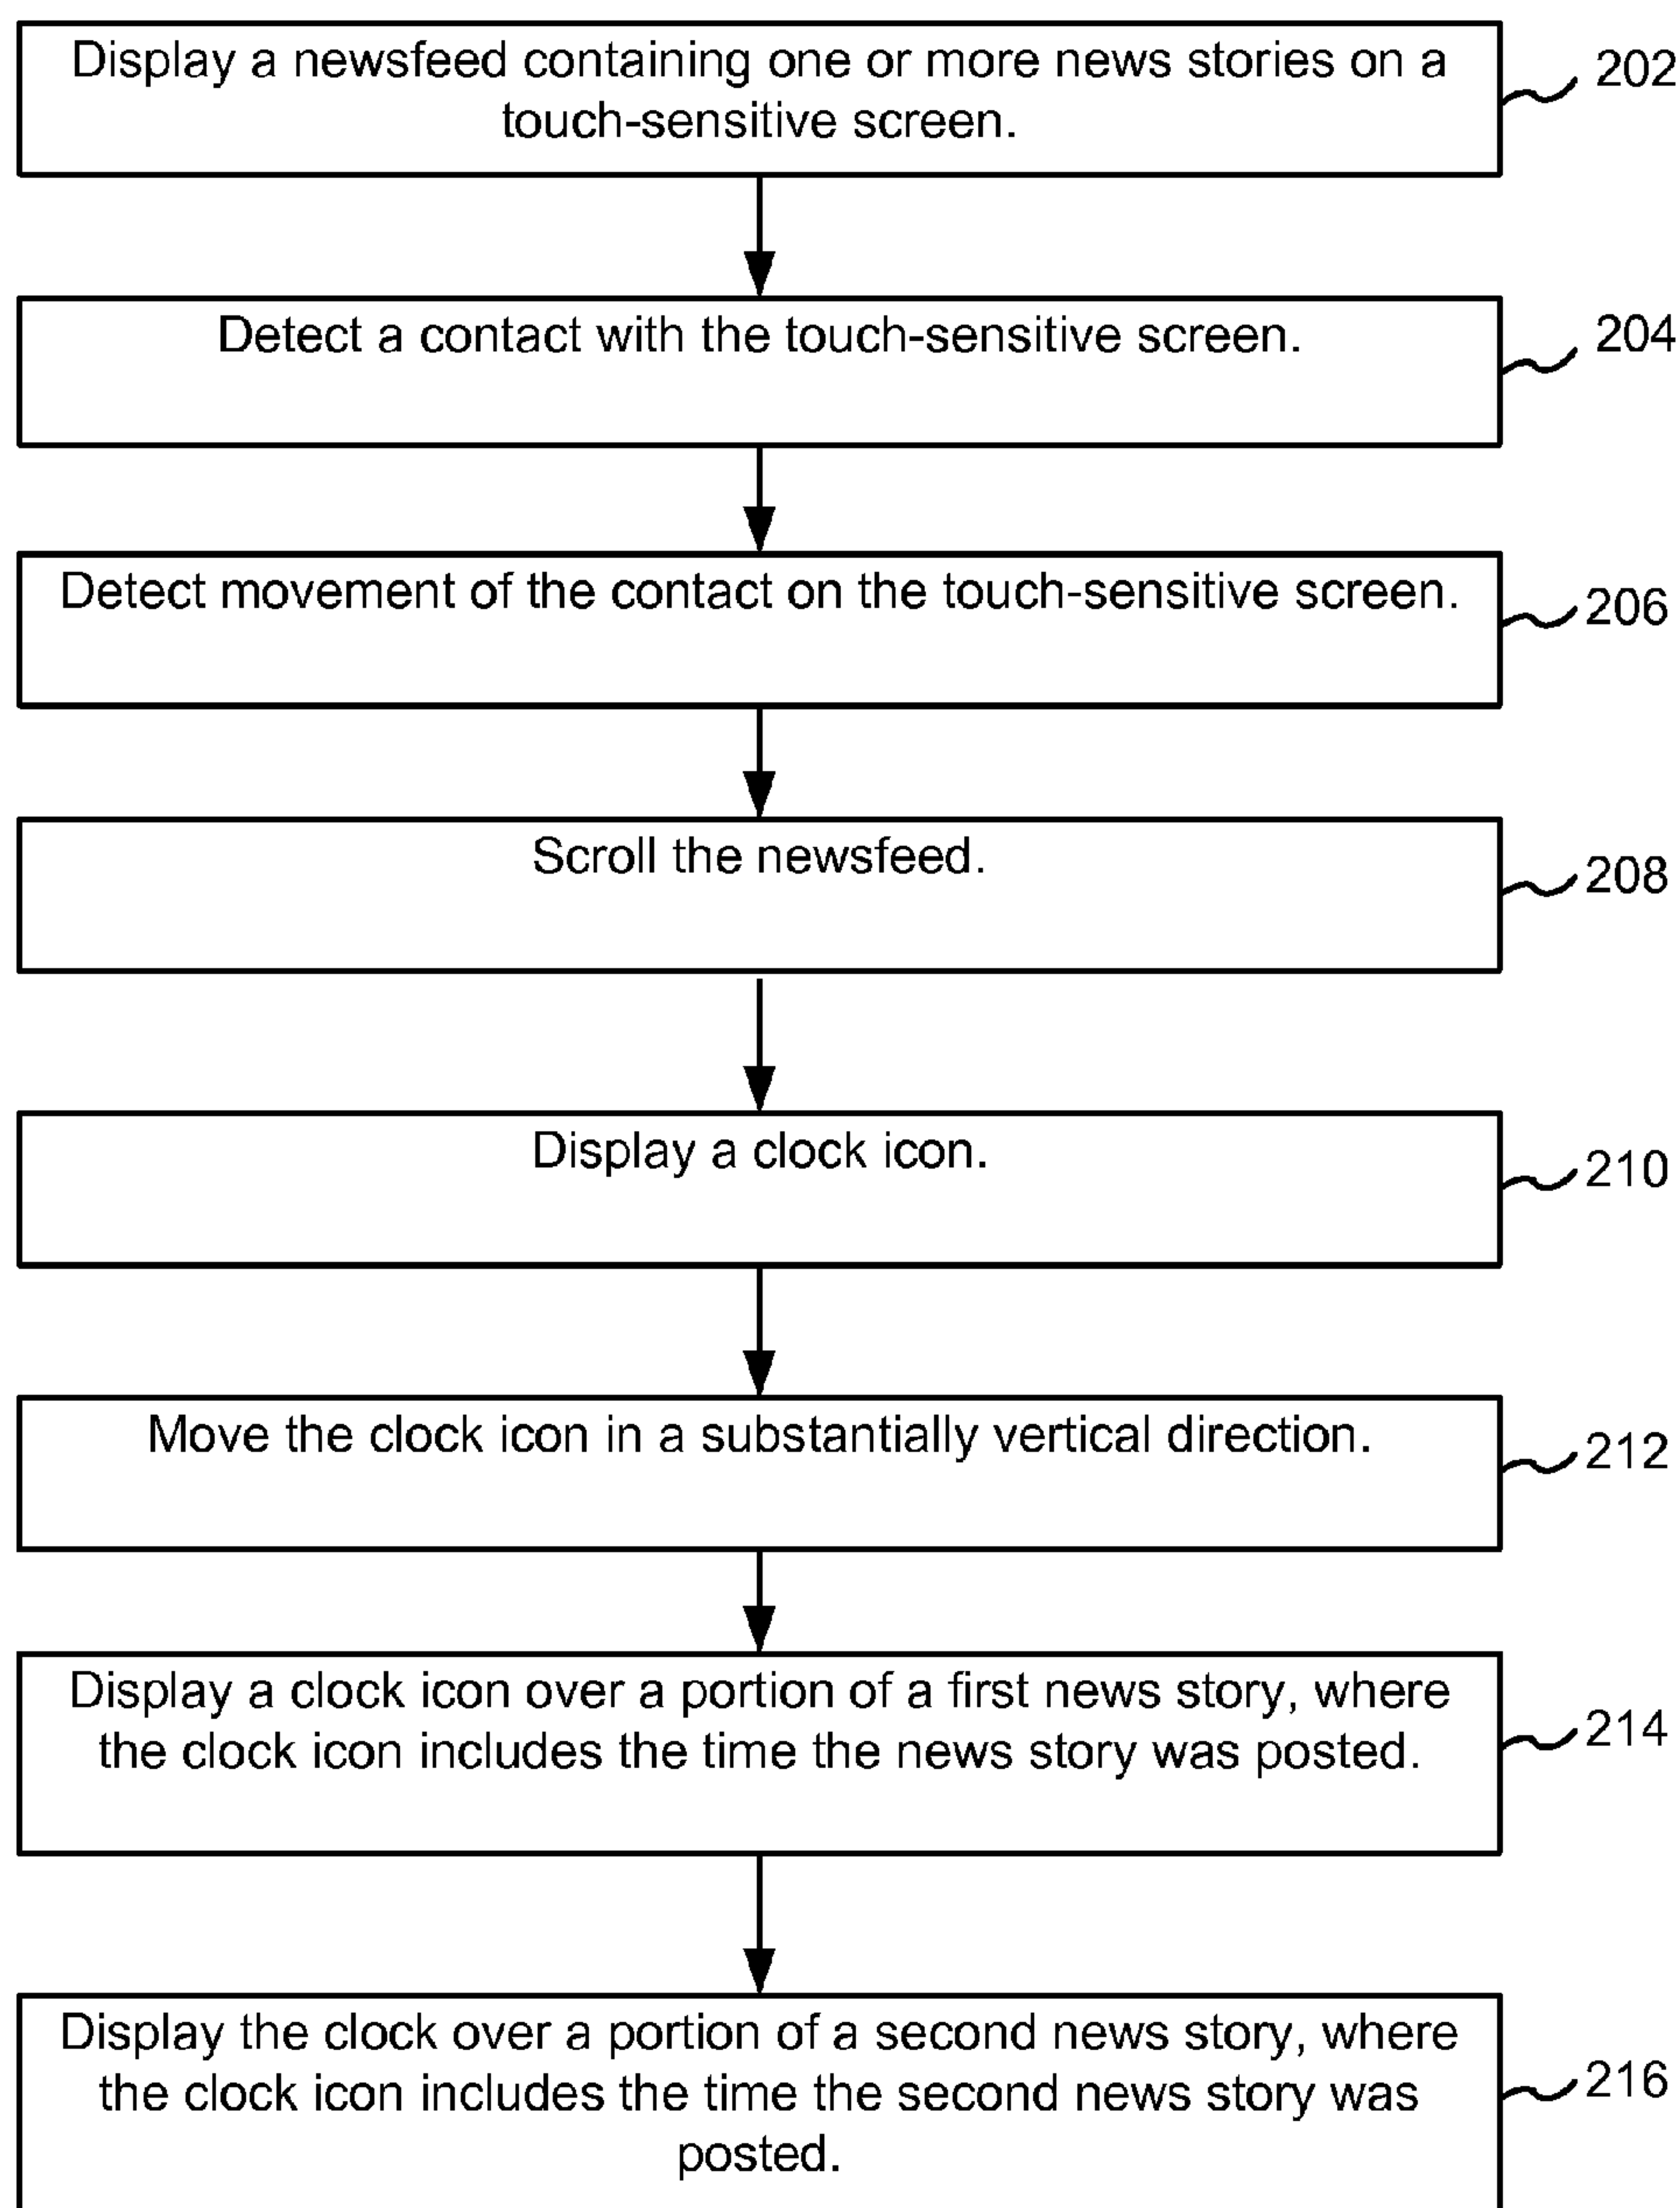 Display a newsfeed containing one or more news stories on a
touch-sensitive screen.
202
Detect a contact with the touch-sensitive screen.
204
Detect movement of the contact on the touch-sensitive screen.
206
Scroll the newsfeed.
208
Display a clock icon.
210
Move the clock icon in a substantially vertical direction.
212
Display a clock icon over a portion of a first news story, where
the clock icon includes the time the news story was posted.
214
Display the clock over a portion of a second news story, where
the clock icon includes the time the second news story was
posted.
216